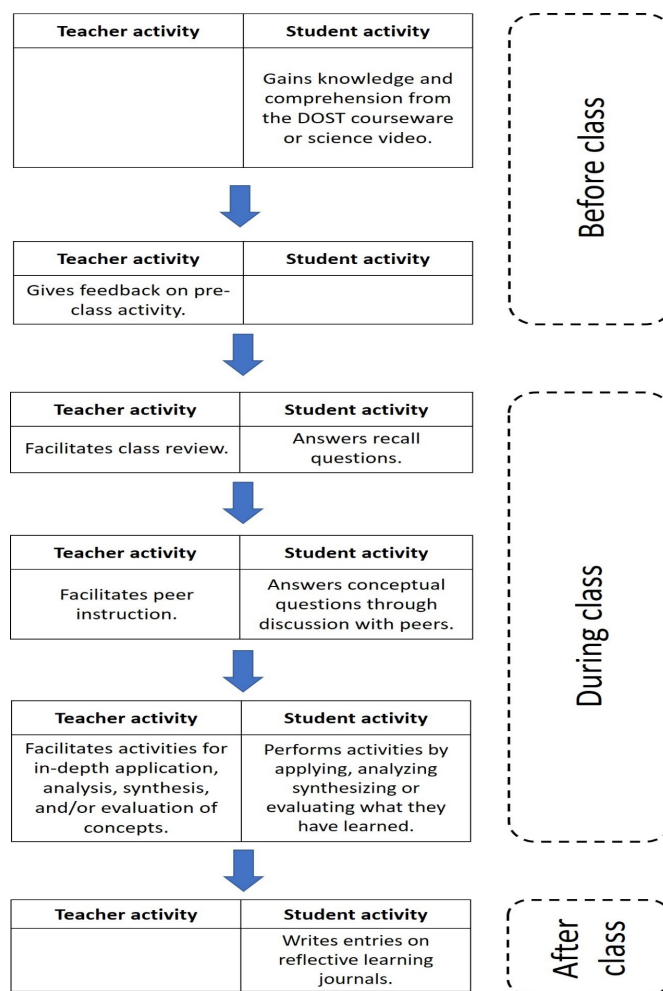 Teacher activity
Student activity
Gains knowledge and
comprehension from
the DOST courseware
or science video.
Teacher activity
Student activity
Gives feedback on pre-
class activity.
Before class
Teacher activity
Student activity
Facilitates class review.
Answers recall
questions.
Teacher activity
Student activity
Facilitates peer
instruction.
Answers conceptual
questions through
discussion with peers.
Teacher activity
Student activity
Facilitates activities for
in-depth application,
analysis, synthesis,
and/or evaluation of
concepts.
Performs activities by
applying, analyzing
synthesizing or
evaluating what they
have learned.
During class
Teacher activity
Student activity
Writes entries on
reflective learning
journals.
After
class